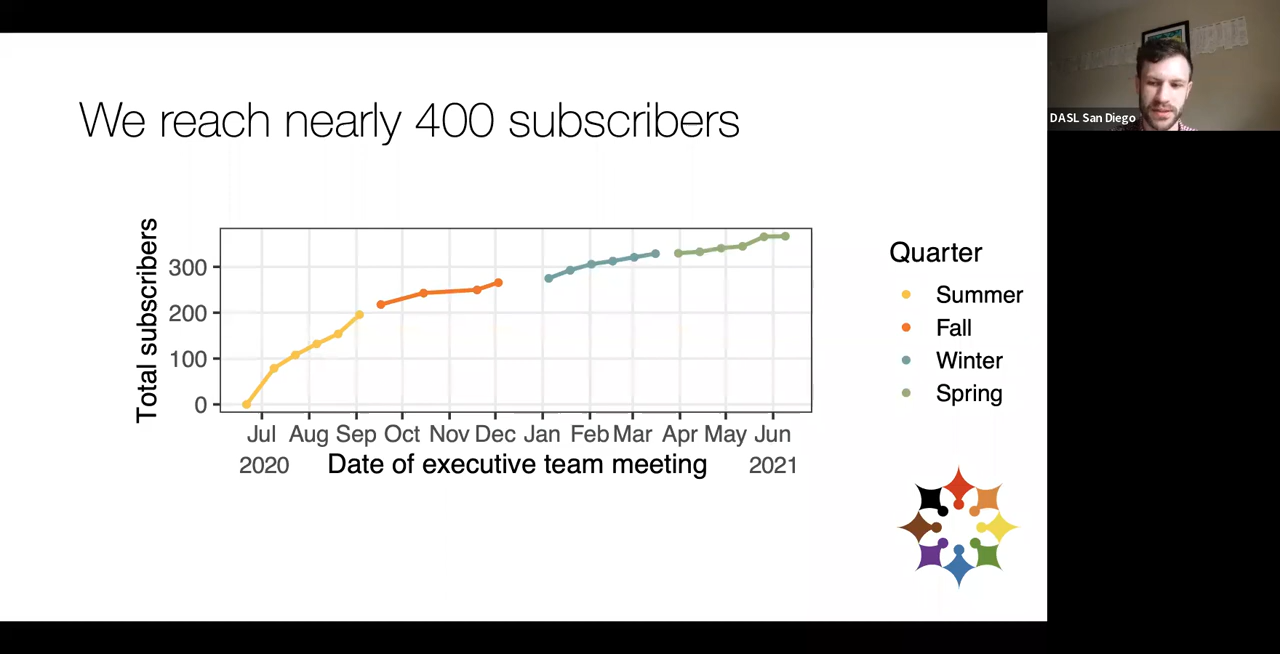 We reach nearly 400 subscribers
DASL San Diego
Total subscribers
300
200
100
0
Jul Aug Sep Oct Nov Dec Jan Feb Mar Apr May Jun
2020 Date of executive team meeting 2021
Quarter
Summer
Fall
Winter
Spring